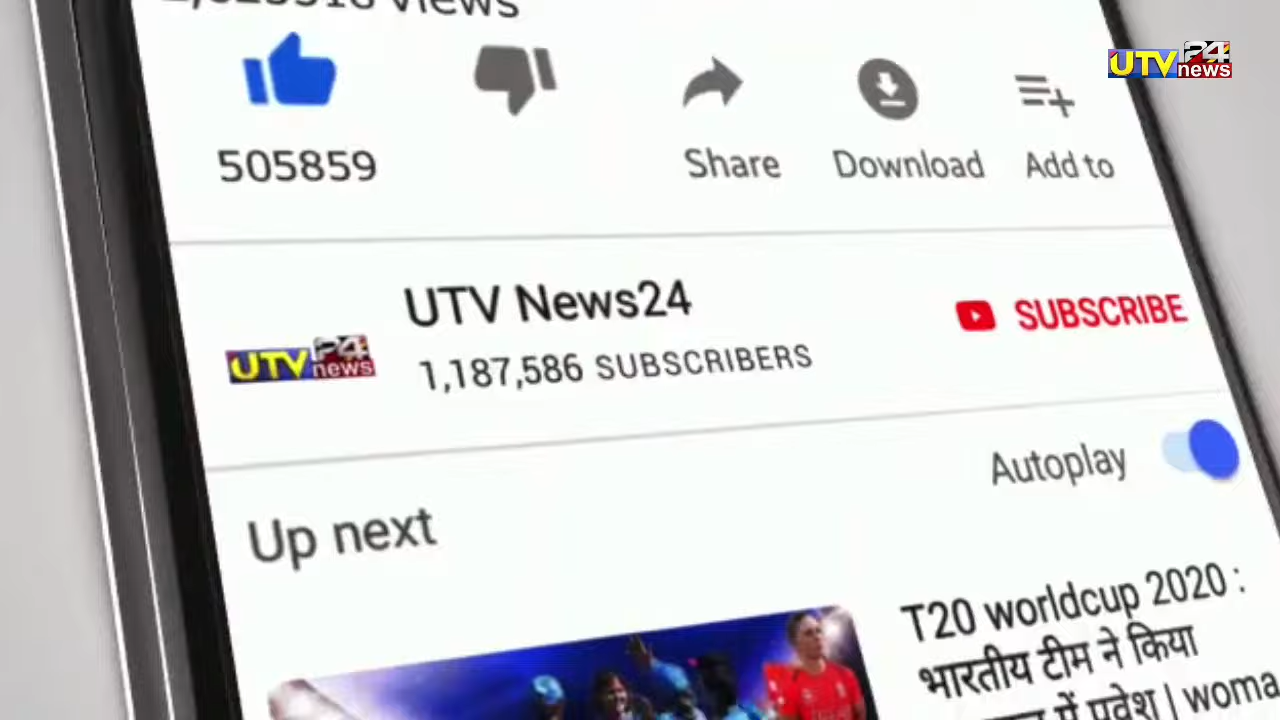 views
UTV 24 news
505859
Share
Download
Add to
UTV News24
1,187,586 SUBSCRIBERS
SUBSCRIBE
UTV 24 news
Autoplay
Up next
T20 worldcup 2020 :
भारतीय टीम ने किया
में प्रवेश | woma